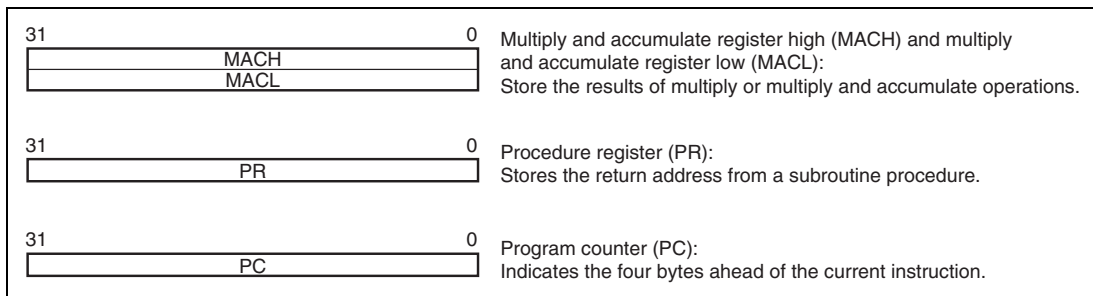 31 0
MACH
MACL
Multiply and accumulate register high (MACH) and multiply
and accumulate register low (MACL):
Store the results of multiply or multiply and accumulate operations.
31 0
PR
Procedure register (PR):
Stores the return address from a subroutine procedure.
31 0
PC
Program counter (PC):
Indicates the four bytes ahead of the current instruction.